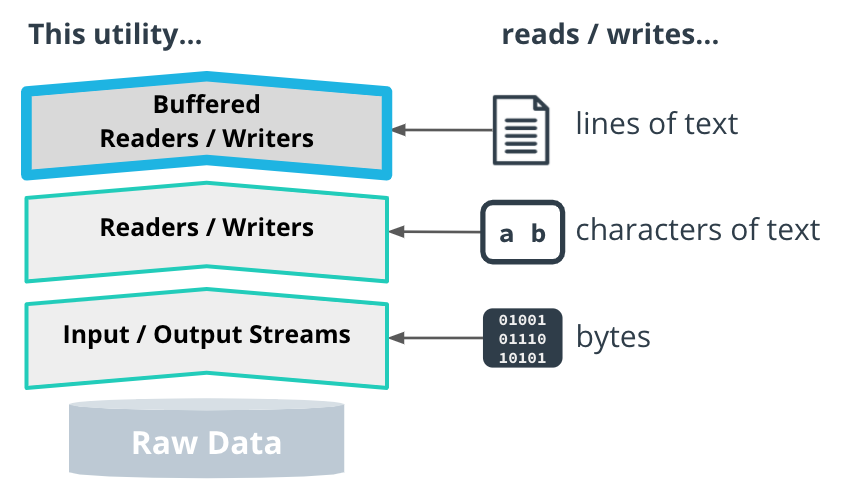 This utility... reads / writes...
Buffered
Readers / Writers
lines of text
Readers / Writers
a b
characters of text
Input / Output Streams
01001
01110
10101
bytes
Raw Data